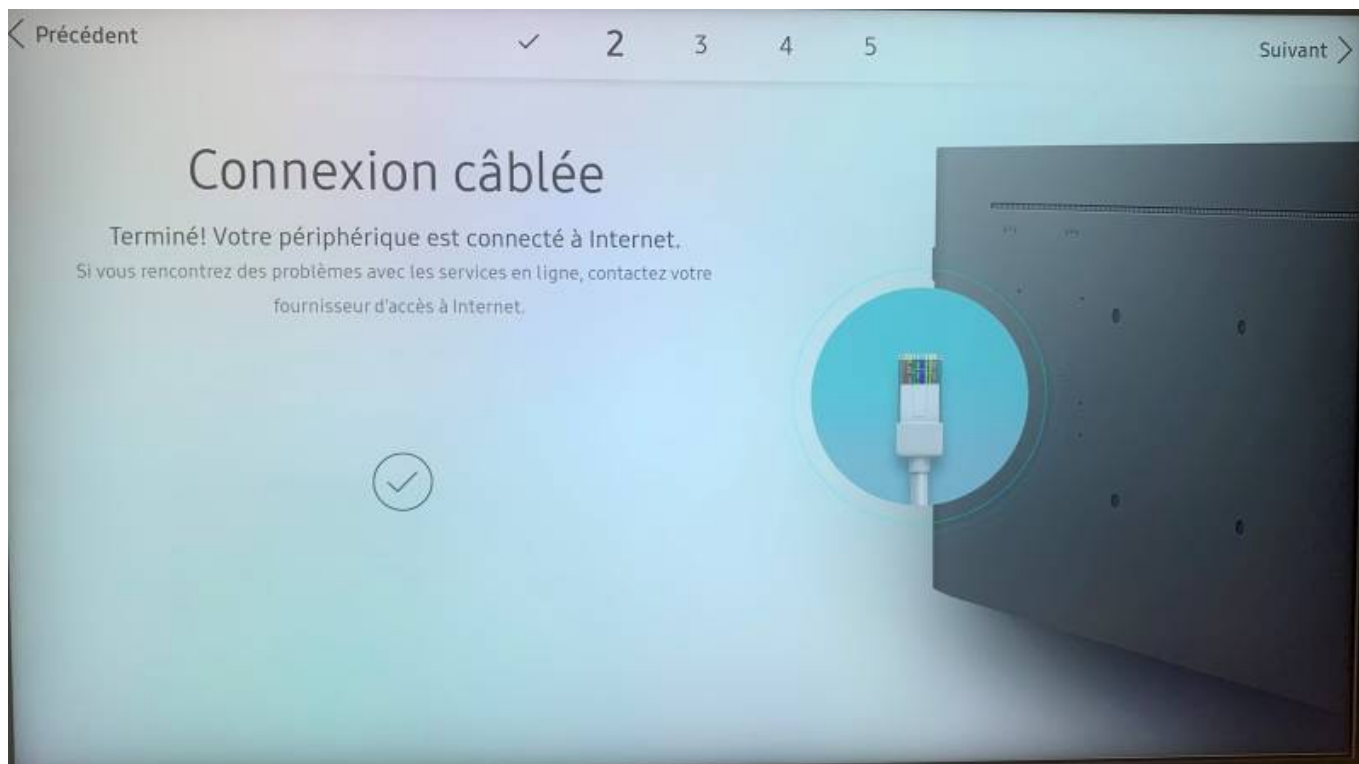 Précédent
2 3 4 5
Suivant
Connexion câblée
Terminé! Votre périphérique est connecté à Internet.
Si vous rencontrez des problèmes avec les services en ligne, contactez votre
fournisseur d'accès à Internet.